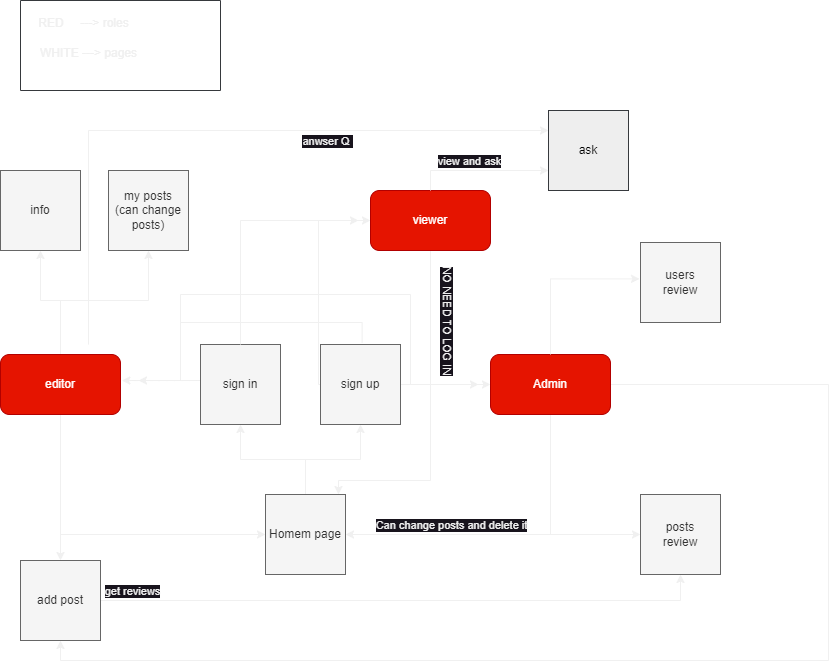 RED —> roles
WHITE —> pages
anwser Q
view and ask
ask
info
my posts
(can change
posts)
viewer
users
review
NO NEED TO LOG IN
editor
sign in
sign up
Admin
Homem page
Can change posts and delete it
posts
review
add post
get reviews